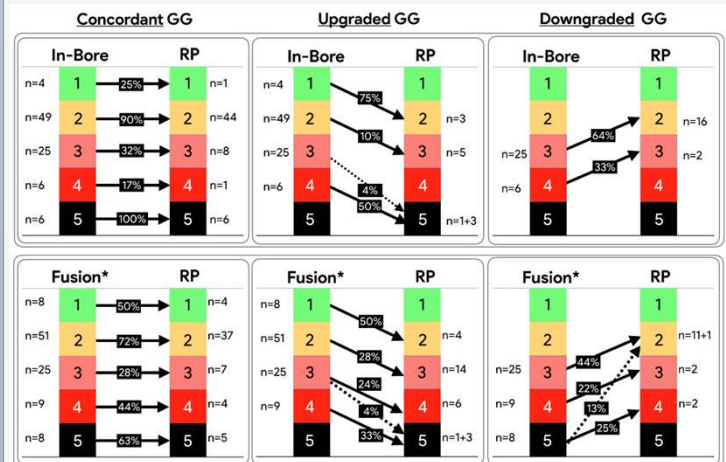 Concordant GG
Upgraded GG
Downgraded GG
In-Bore RP
n=4 1 25% 1 n=1
n=49 2 90% 2 n=44
n=25 3 32% 3 n=8
n=6 4 17% 4 n=1
n=6 5 100% 5 n=6
In-Bore RP
n=4 1 1
75%
n=49 2 2 n=3
10%
n=25 3 3 n=5
n=6 4 4% 4
50%
5 5 n=1+3
In-Bore RP
1 1
2 2 n=16
64%
n=25 3 3 n=2
33%
n=6 4 4
5 5
Fusion* RP
n=8 1 50% 1 n=4
n=51 2 72% 2 n=37
n=25 3 28% 3 n=7
n=9 4 44% 4 n=4
n=8 5 63% 5 n=5
Fusion* RP
n=8 1 1
50%
n=51 2 2 n=4
28%
n=25 3 3 n=14
24%
n=9 4 4% 4 n=6
33%
5 5 n=1+3
Fusion* RP
1 1
2 2 n=11+1
44%
n=25 3 3 n=2
22%
n=9 4 13% 4 n=2
25%
n=8 5 5